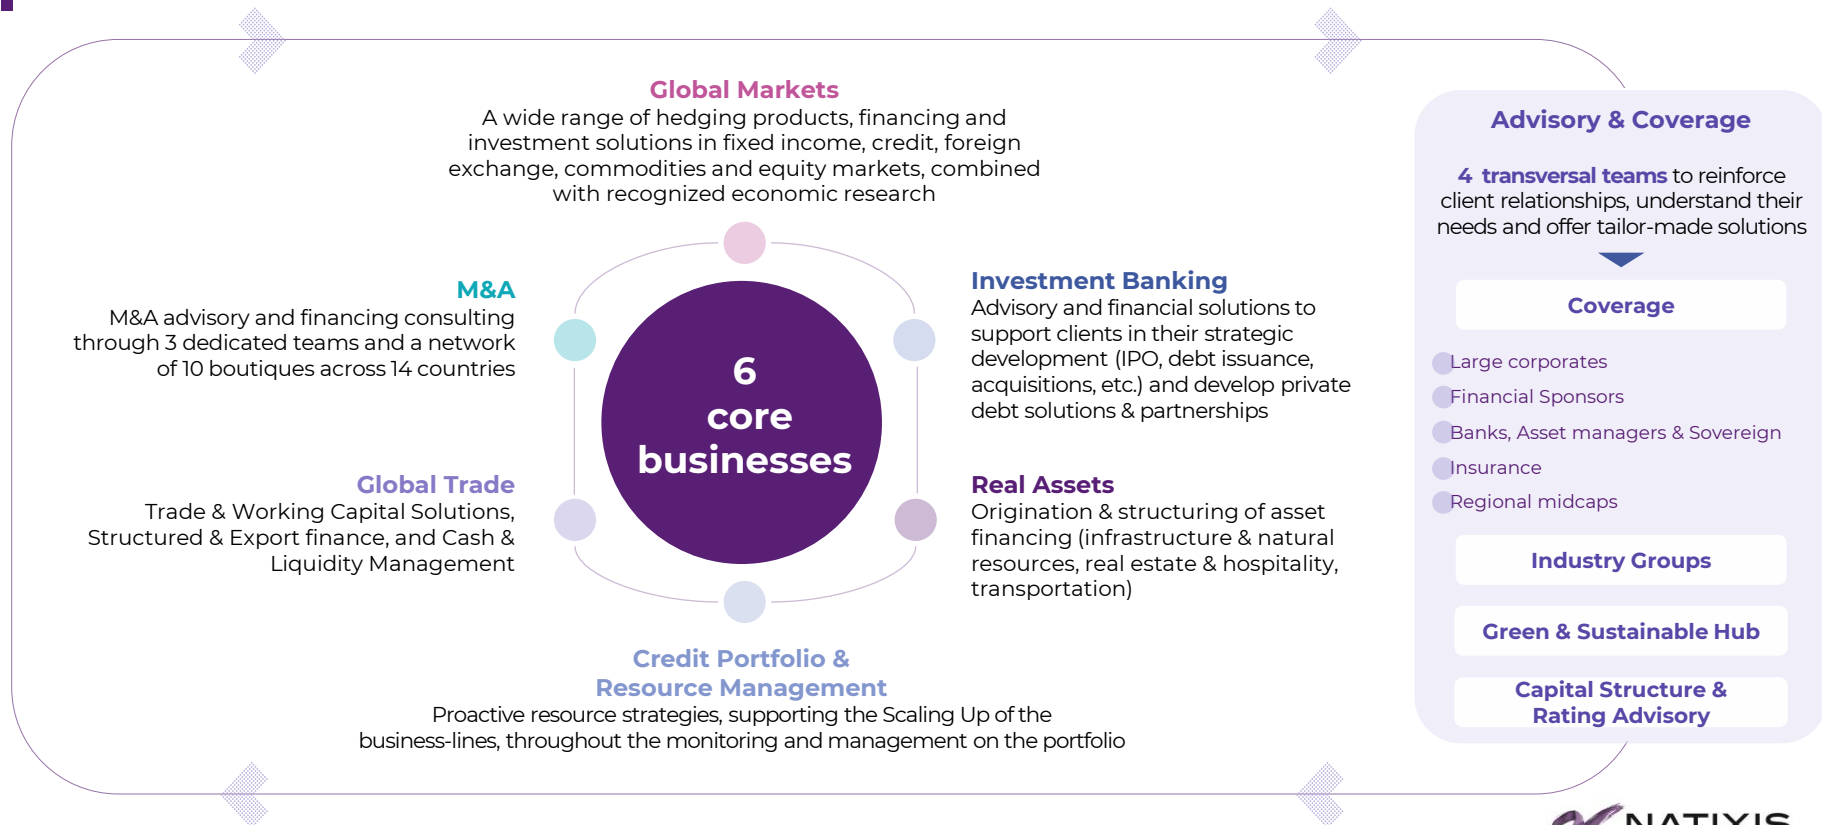 Global Markets
A wide range of hedging products, financing and
investment solutions in fixed income, credit, foreign
exchange, commodities and equity markets, combined
with recognized economic research
M&A
M&A advisory and financing consulting
through 3 dedicated teams and a network
of 10 boutiques across 14 countries
Investment Banking
Advisory and financial solutions to
support clients in their strategic
development (IPO, debt issuance,
acquisitions, etc.) and develop private
debt solutions & partnerships
6
core
businesses
Global Trade
Trade & Working Capital Solutions,
Structured & Export finance, and Cash &
Liquidity Management
Real Assets
Origination & structuring of asset
financing (infrastructure & natural
resources, real estate & hospitality,
transportation)
Credit Portfolio &
Resource Management
Proactive resource strategies, supporting the Scaling Up of the
business-lines, throughout the monitoring and management on the portfolio
Advisory & Coverage
4 transversal teams to reinforce
client relationships, understand their
needs and offer tailor-made solutions
Coverage
Large corporates
Financial Sponsors
Banks, Asset managers & Sovereign
Insurance
Regional midcaps
Industry Groups
Green & Sustainable Hub
Capital Structure &
Rating Advisory
NATIXIS